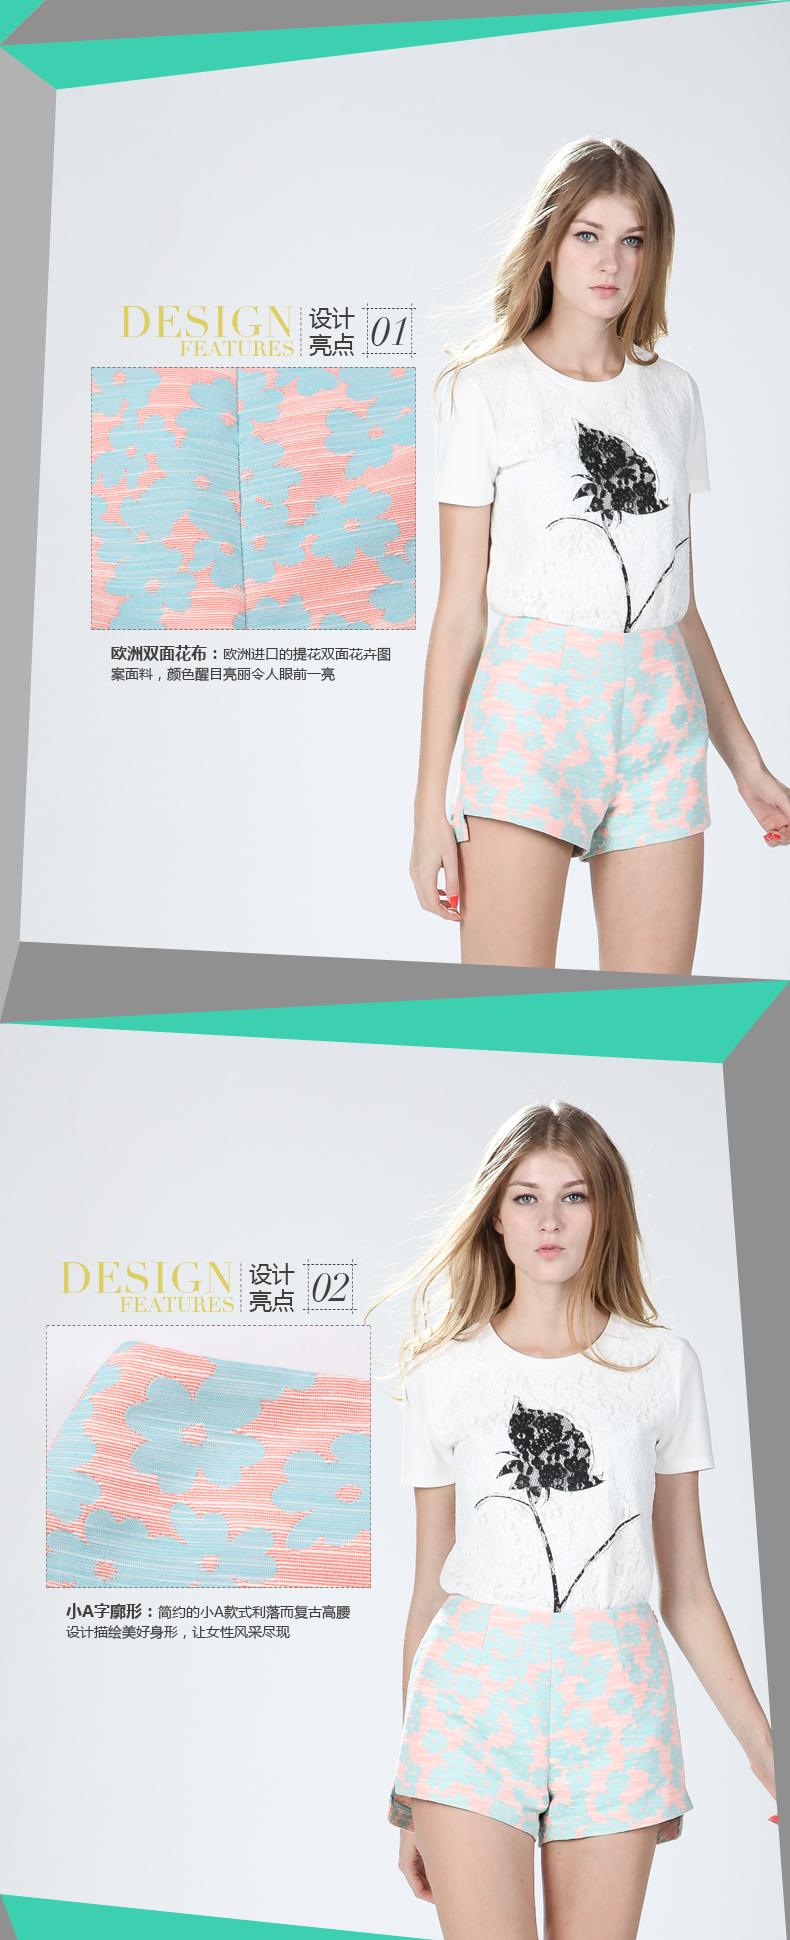 DESIGN
FEATURES
设计
亮点
01
欧洲双面花布：欧洲进口的提花双面花卉图
案面料，颜色醒目亮丽令人眼前一亮
DESIGN
FEATURES
设计
亮点
02
小A字廓形：简约的小A款式利落而复古高腰
设计描绘美好身形，让女性风采尽现